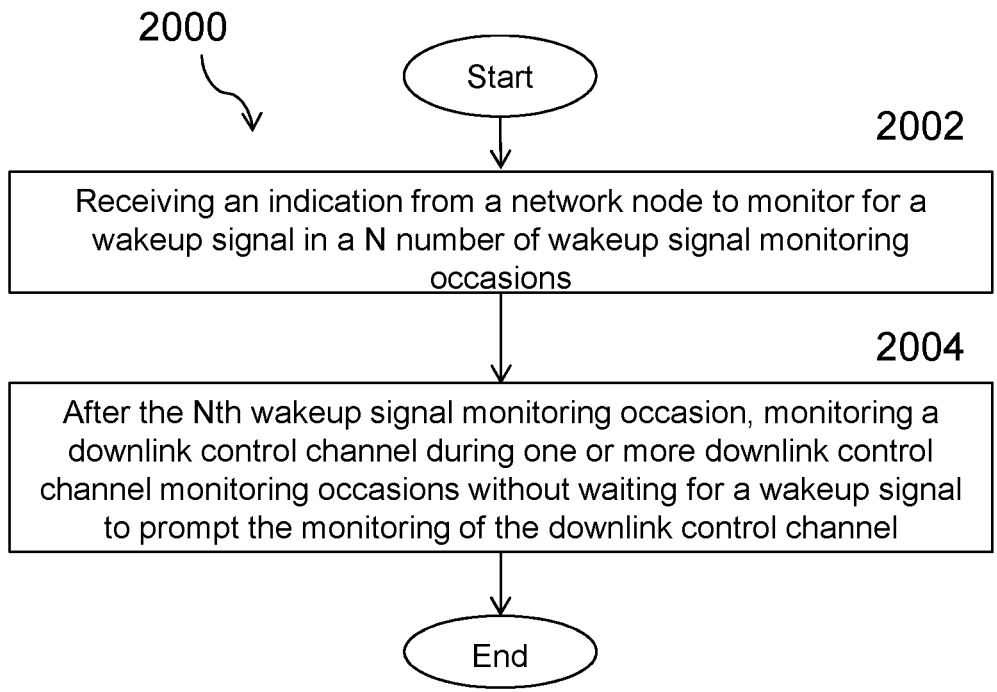 2000
Start
2002
Receiving an indication from a network node to monitor for a
wakeup signal in a N number of wakeup signal monitoring
occasions
2004
After the Nth wakeup signal monitoring occasion, monitoring a
downlink control channel during one or more downlink control
channel monitoring occasions without waiting for a wakeup signal
to prompt the monitoring of the downlink control channel
End